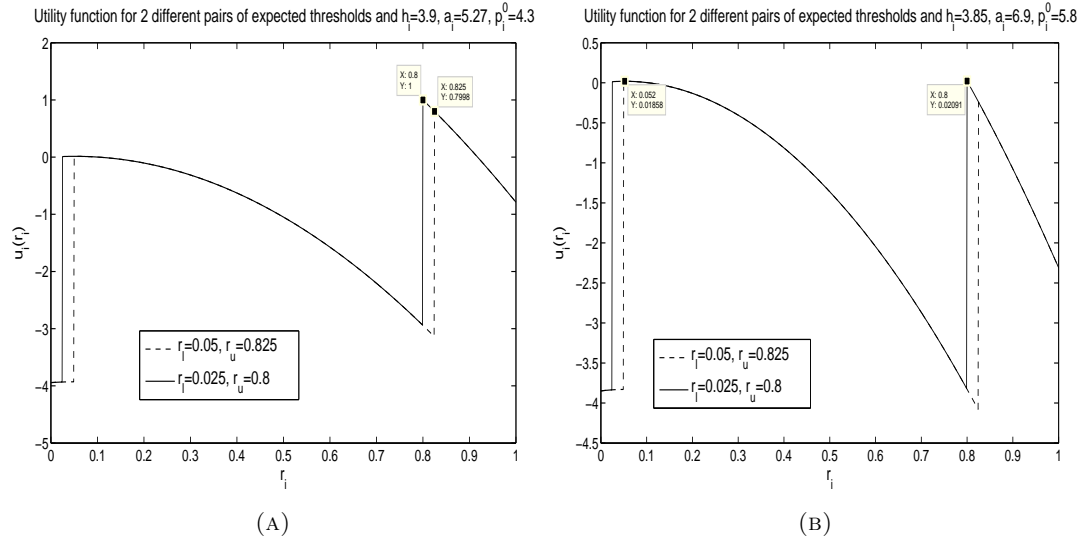 Utility function for 2 different pairs of expected thresholds and h_i=3.9, a_i=5.27, p_i^0=4.3
2
1
0
−1
−2
−3
−4
−5
u_i(r_i)
X: 0.8
Y: 1
X: 0.825
Y: 0.7998
r_l=0.05, r_u=0.825
r_l=0.025, r_u=0.8
0 0.1 0.2 0.3 0.4 0.5 0.6 0.7 0.8 0.9 1
r_i
(A)
Utility function for 2 different pairs of expected thresholds and h_i=3.85, a_i=6.9, p_i^0=5.8
0.5
0
−0.5
−1
−1.5
−2
−2.5
−3
−3.5
−4
−4.5
u_i(r_i)
X: 0.052
Y: 0.01858
X: 0.8
Y: 0.02091
r_l=0.05, r_u=0.825
r_l=0.025, r_u=0.8
0 0.1 0.2 0.3 0.4 0.5 0.6 0.7 0.8 0.9 1
r_i
(B)